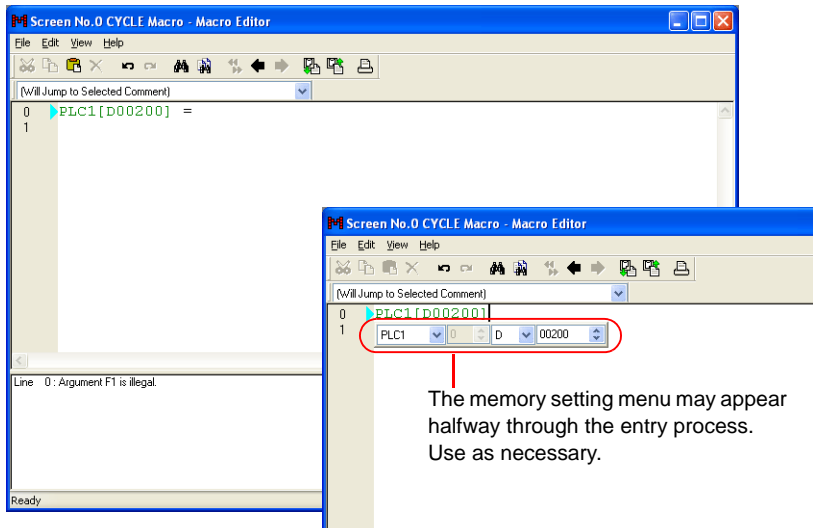 Screen No.0 CYCLE Macro - Macro Editor
File Edit View Help
(Will Jump to Selected Comment)
0 PLC1[D00200] =
1
Line 0 : Argument F1 is illegal.
Ready
Screen No.0 CYCLE Macro - Macro Editor
File Edit View Help
(Will Jump to Selected Comment)
0 PLC1[D00200]
1
PLC1 0 D 00200
The memory setting menu may appear
halfway through the entry process.
Use as necessary.